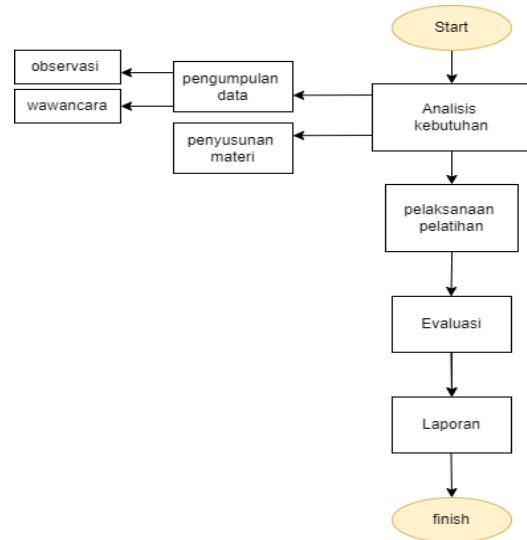 Start
observasi
pengumpulan
data
wawancara
Analisis
kebutuhan
penyusunan
materi
pelaksanaan
pelatihan
Evaluasi
Laporan
finish